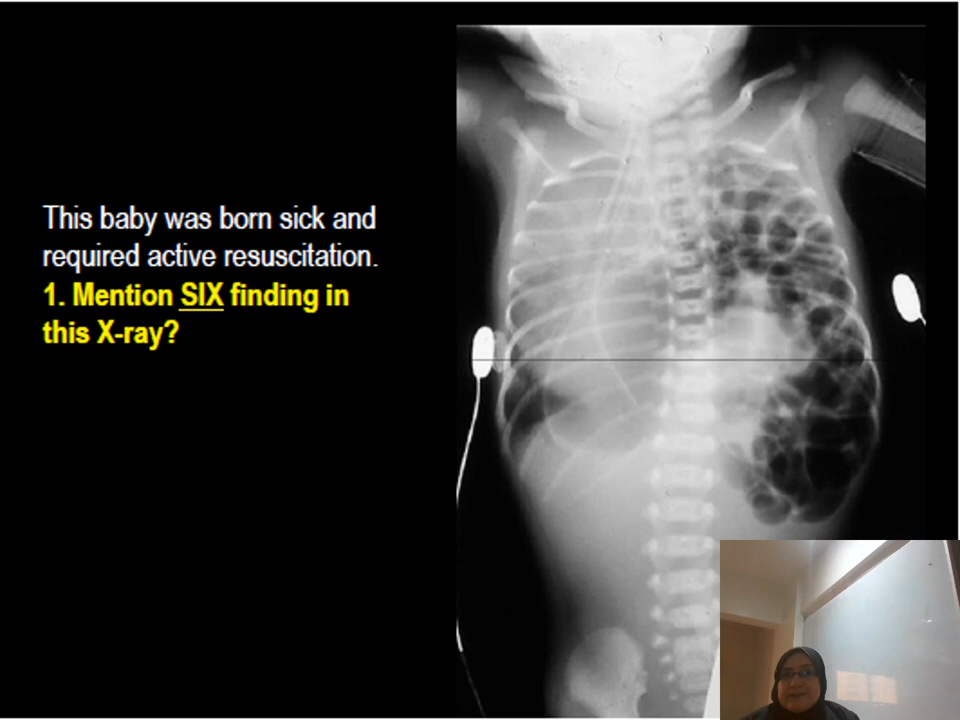 This baby was born sick and
required active resuscitation.
1. Mention SIX finding in
this X-ray?